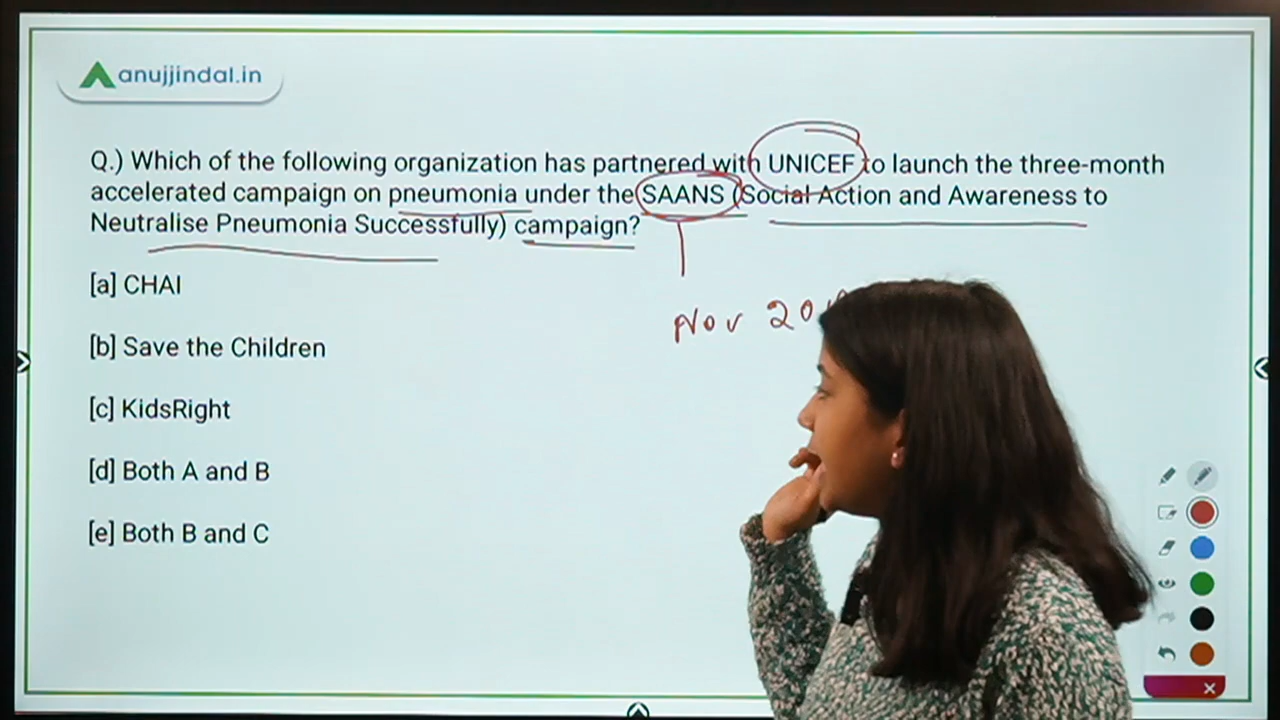 anujjindal.in
Q.) Which of the following organization has partnered with UNICEF to launch the three-month
accelerated campaign on pneumonia under the SAANS (Social Action and Awareness to
Neutralise Pneumonia Successfully) campaign?
[a] CHAI
Nov
[b] Save the Children
[c] KidsRight
[d] Both A and B
[e] Both B and C